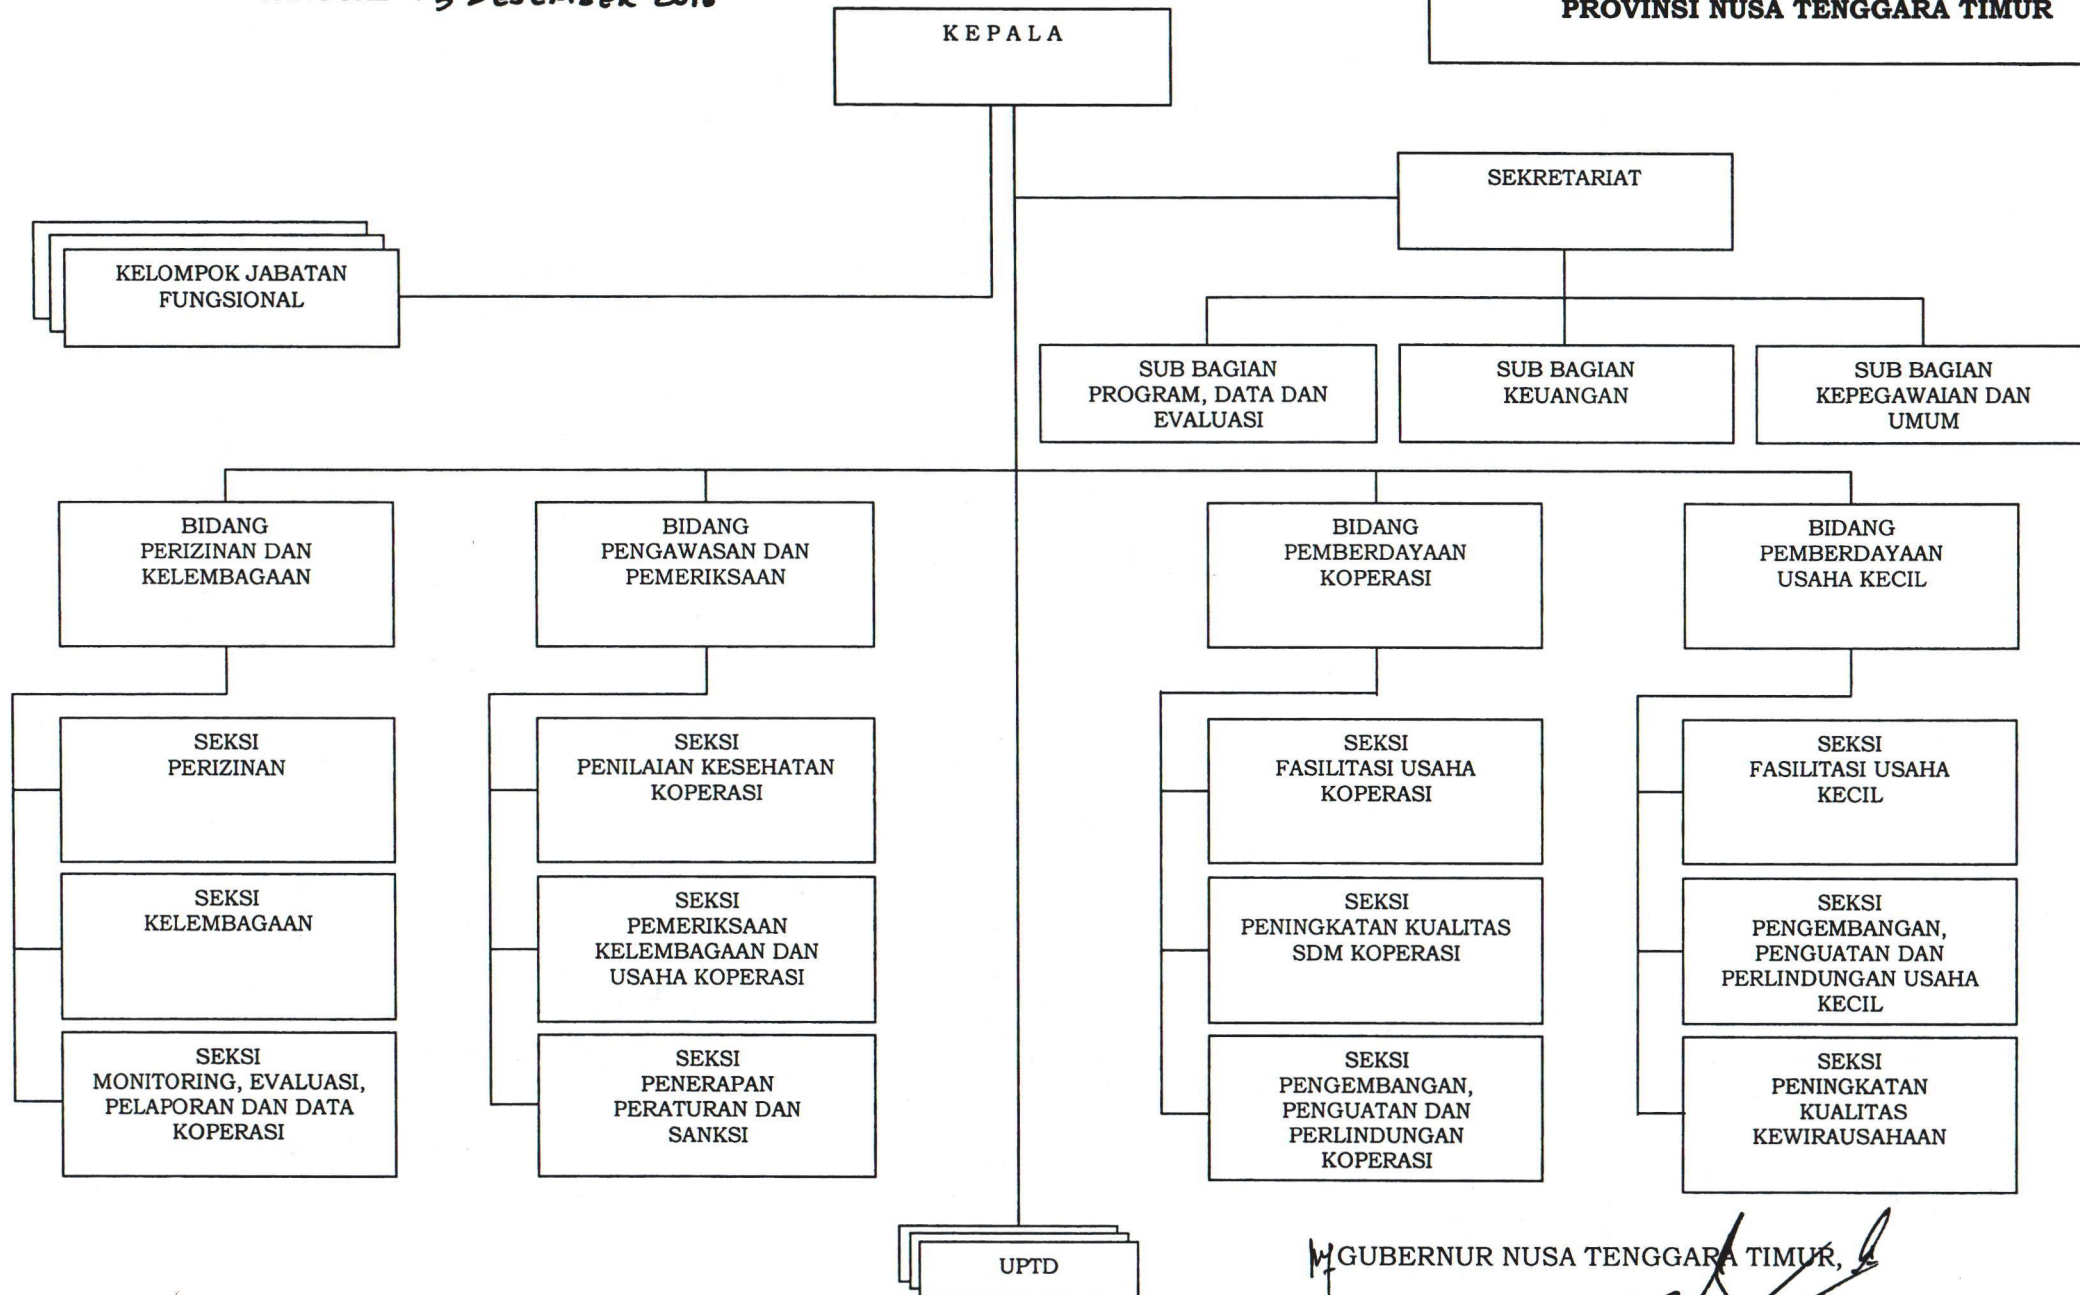 5 DESEMBER 2016
PROVINSI NUSA TENGGARA TIMUR
KEPALA
SEKRETARIAT
KELOMPOK JABATAN
FUNGSIONAL
SUB BAGIAN
PROGRAM, DATA DAN
EVALUASI
SUB BAGIAN
KEUANGAN
SUB BAGIAN
KEPEGAWAIAN DAN
UMUM
BIDANG
PERIZINAN DAN
KELEMBAGAAN
BIDANG
PENGAWASAN DAN
PEMERIKSAAN
BIDANG
PEMBERDAYAAN
KOPERASI
BIDANG
PEMBERDAYAAN
USAHA KECIL
SEKSI
PERIZINAN
SEKSI
PENILAIAN KESEHATAN
KOPERASI
SEKSI
FASILITASI USAHA
KOPERASI
SEKSI
FASILITASI USAHA
KECIL
SEKSI
KELEMBAGAAN
SEKSI
PEMERIKSAAN
KELEMBAGAAN DAN
USAHA KOPERASI
SEKSI
PENINGKATAN KUALITAS
SDM KOPERASI
SEKSI
PENGEMBANGAN,
PENGUATAN DAN
PERLINDUNGAN USAHA
KECIL
SEKSI
MONITORING, EVALUASI,
PELAPORAN DAN DATA
KOPERASI
SEKSI
PENERAPAN
PERATURAN DAN
SANKSI
SEKSI
PENGEMBANGAN,
PENGUATAN DAN
PERLINDUNGAN
KOPERASI
SEKSI
PENINGKATAN
KUALITAS
KEWIRAUSAHAAN
UPTD
GUBERNUR NUSA TENGGARA TIMUR,